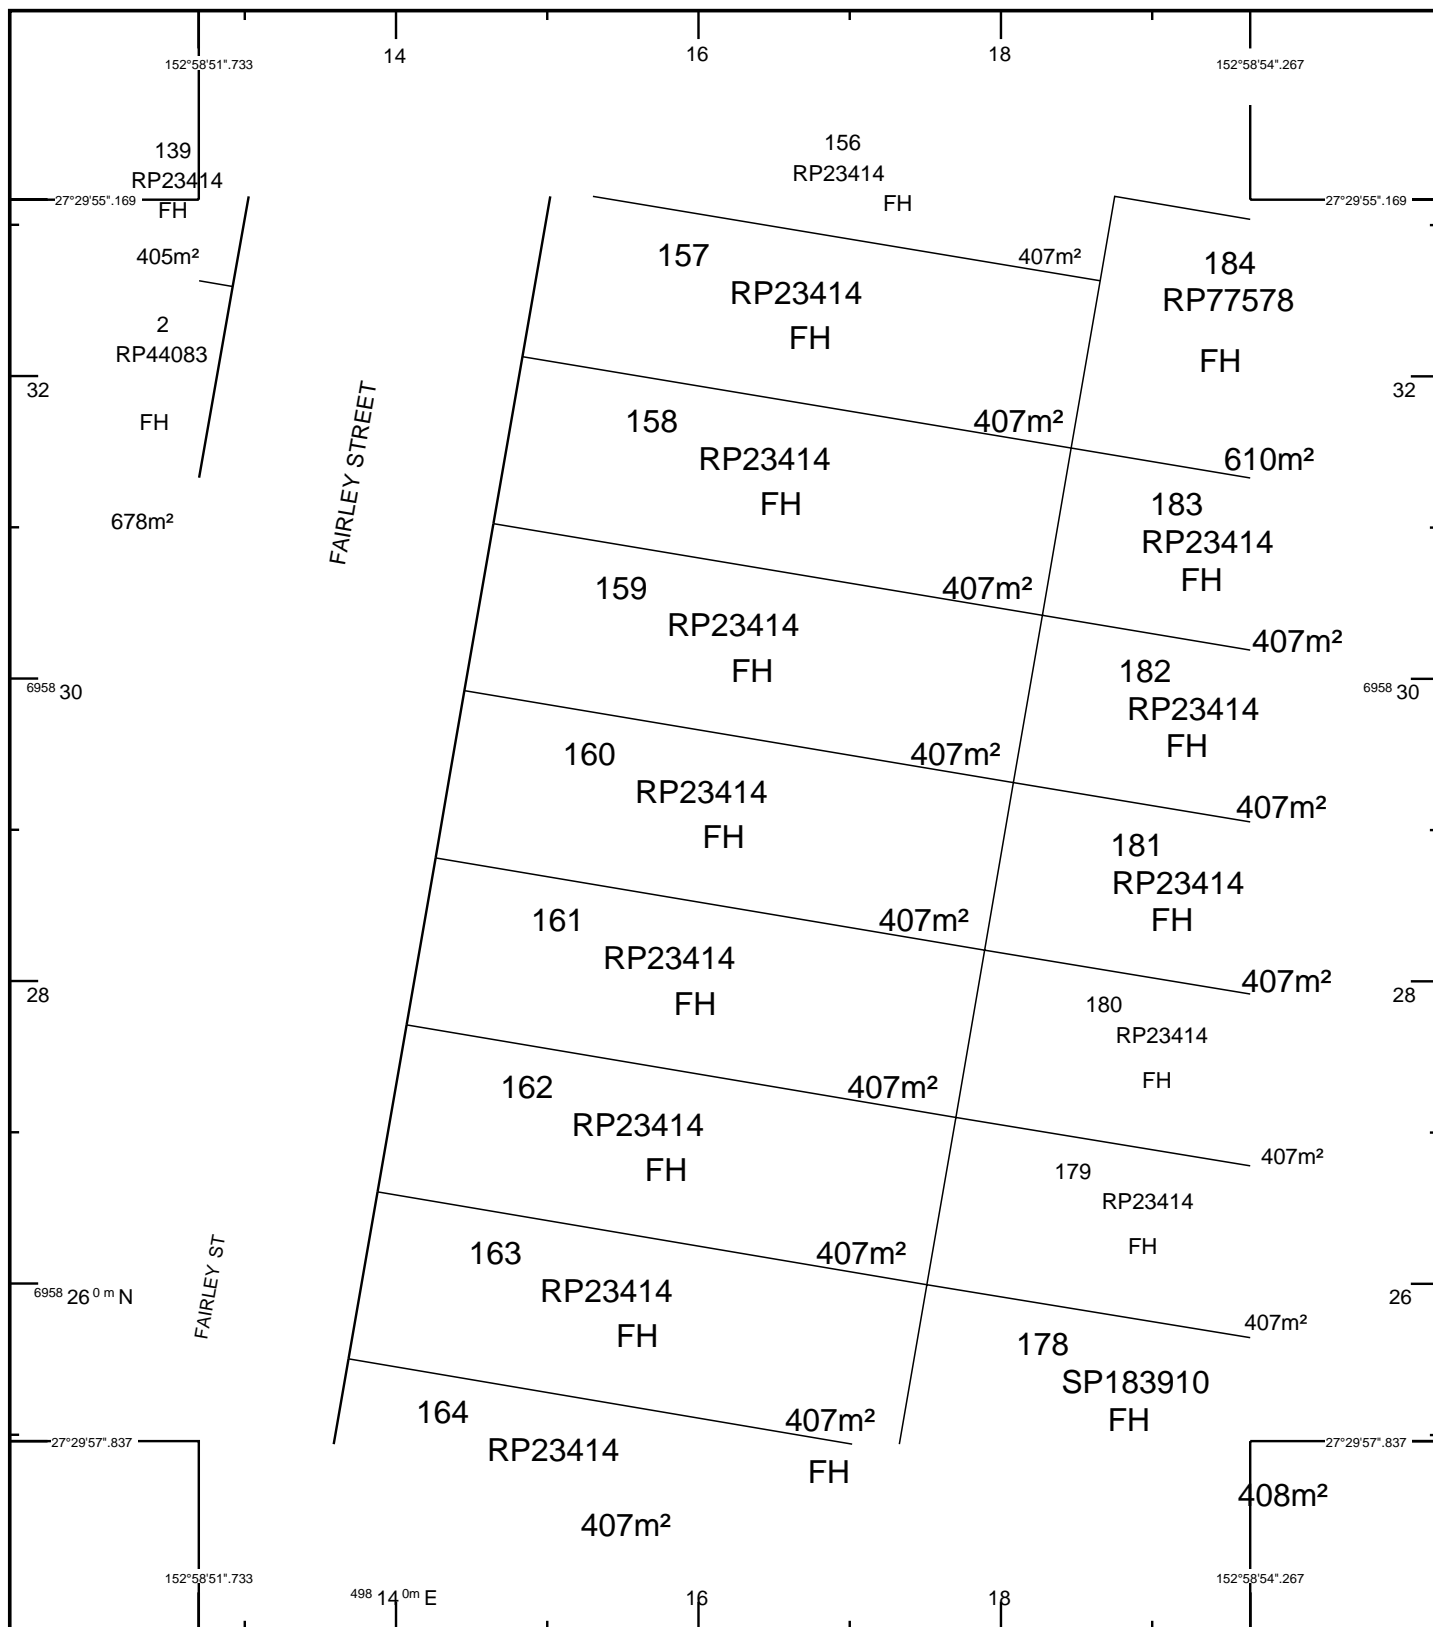 14
16
18
152°58'51".733
152°58'54".267
139
RP23414
FH
27°29'55".169
405m²
156
RP23414
FH
27°29'55".169
157
RP23414
FH
407m²
184
RP77578
FH
610m²
2
RP44083
FH
678m²
32
32
FAIRLEY STREET
158
RP23414
FH
407m²
183
RP23414
FH
407m²
159
RP23414
FH
407m²
182
RP23414
FH
407m²
6958 30
6958 30
160
RP23414
FH
407m²
181
RP23414
FH
407m²
161
RP23414
FH
407m²
28
28
180
RP23414
FH
407m²
162
RP23414
FH
407m²
179
RP23414
FH
407m²
FAIRLEY ST
6958 26 0 m N
26
163
RP23414
FH
407m²
178
SP183910
FH
408m²
164
RP23414
FH
407m²
407m²
27°29'57".837
27°29'57".837
152°58'51".733
152°58'54".267
498 14 0m E
16
18